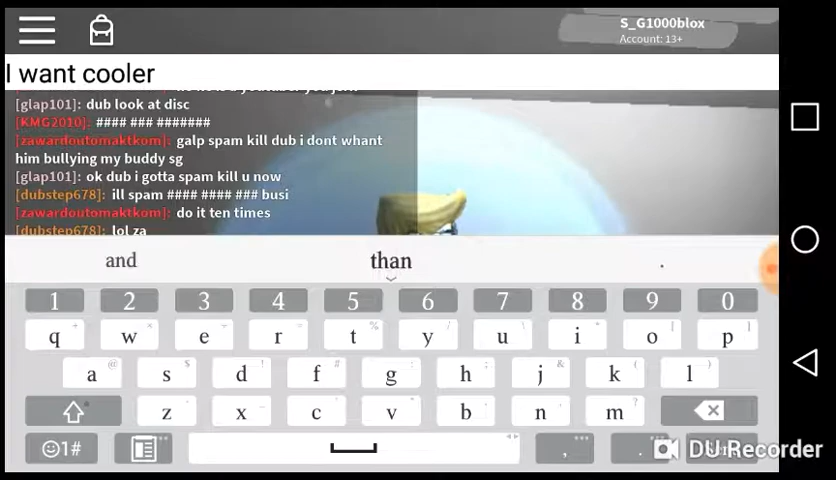 S_G1000blox
Account: 13+
I want cooler
[glap101]: dub look at disc
[KMG2010]: #### ### #######
[zawardoutomaktkom]: galp spam kill dub i dont whant
him bullying my buddy sg
[glap101]: ok dub i gotta spam kill u now
[dubstep678]: ill spam #### #### ### busi
[zawardoutomaktkom]: do it ten times
[dubstep678]: lol za
and than .
1 2 3 4 5 6 7 8 9 0
q w e r t y u i o p
a s d f g h j k l
z x c v b n m
1# , .
DU Recorder